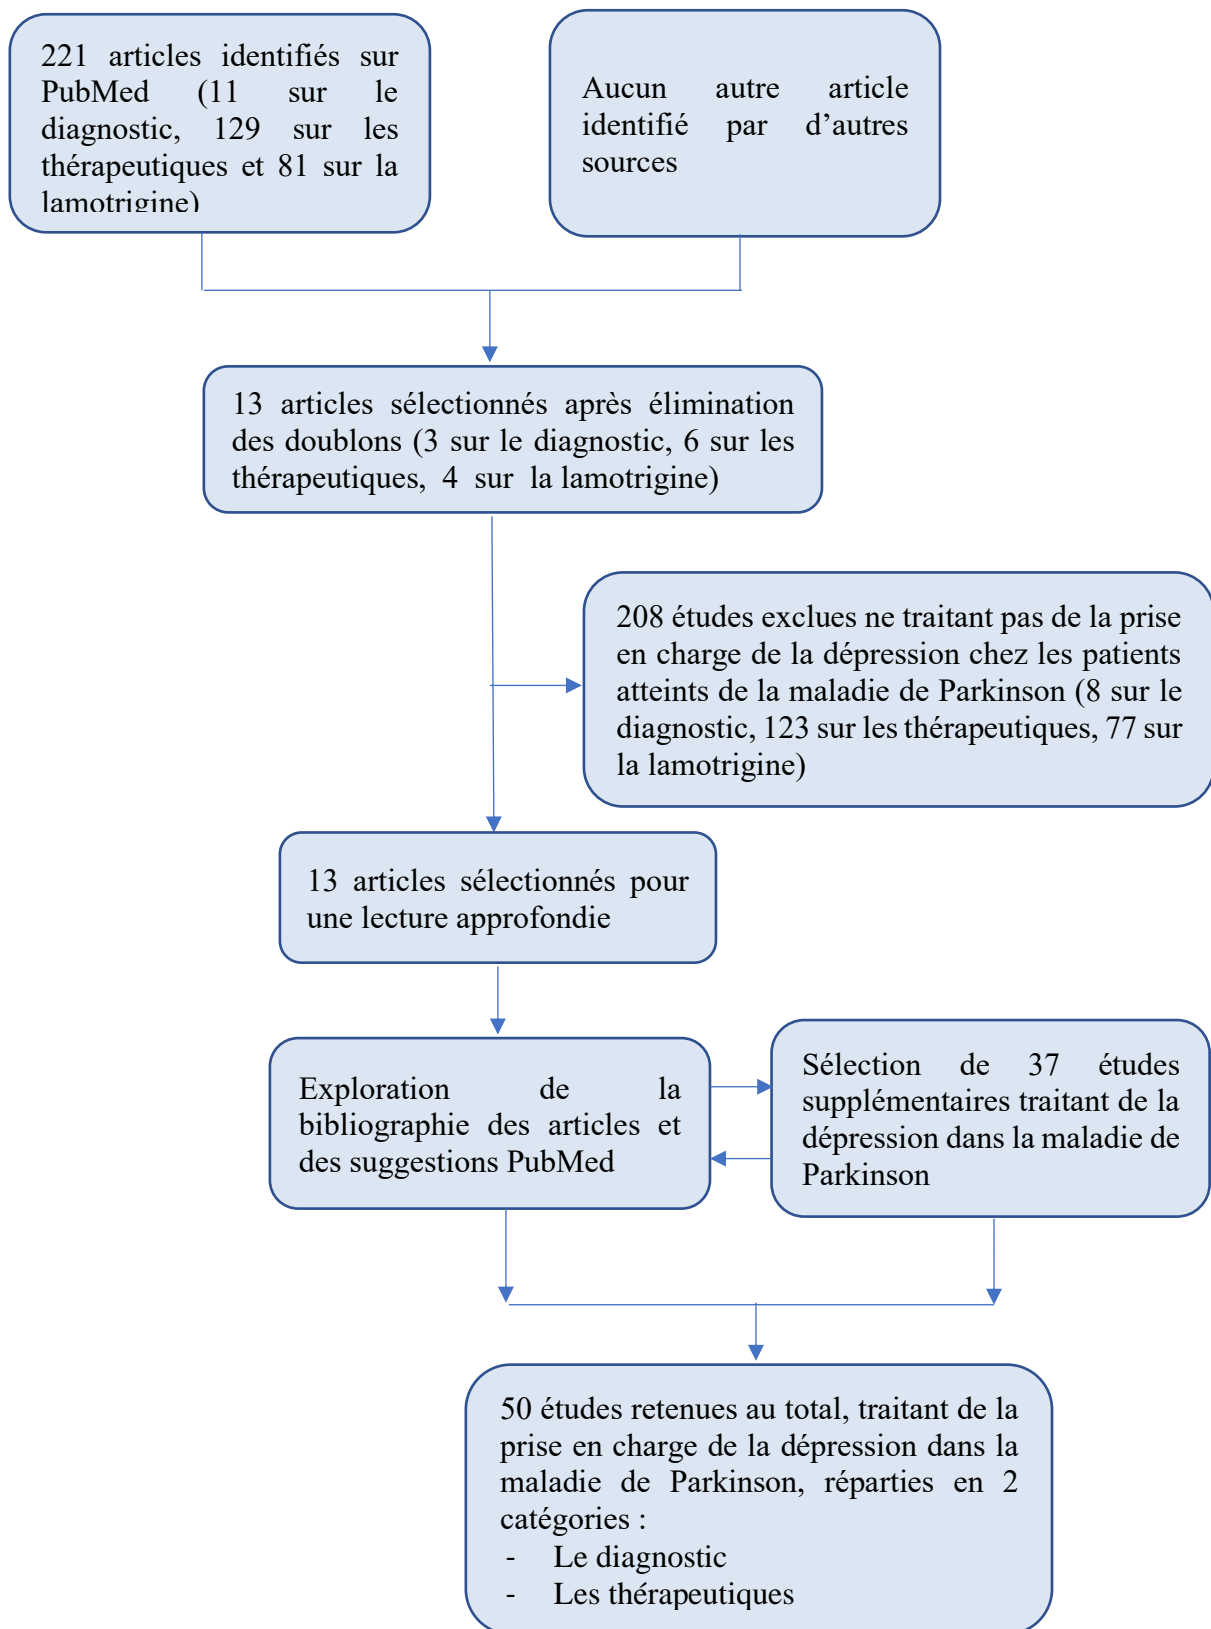 221 articles identifiés sur
PubMed (11 sur le
diagnostic, 129 sur les
thérapeutiques et 81 sur la
lamotrigine)
Aucun autre article
identifié par d’autres
sources
13 articles sélectionnés après élimination
des doublons (3 sur le diagnostic, 6 sur les
thérapeutiques, 4 sur la lamotrigine)
208 études exclues ne traitant pas de la prise
en charge de la dépression chez les patients
atteints de la maladie de Parkinson (8 sur le
diagnostic, 123 sur les thérapeutiques, 77 sur
la lamotrigine)
13 articles sélectionnés pour
une lecture approfondie
Exploration de la
bibliographie des articles et
des suggestions PubMed
Sélection de 37 études
supplémentaires traitant de la
dépression dans la maladie de
Parkinson
50 études retenues au total, traitant de la
prise en charge de la dépression dans la
maladie de Parkinson, réparties en 2
catégories :
- Le diagnostic
- Les thérapeutiques